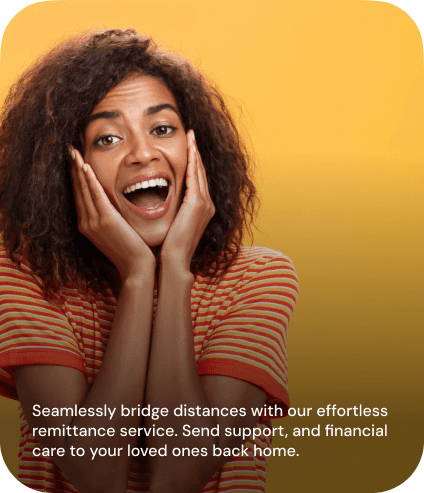 Seamlessly bridge distances with our effortless
remittance service. Send support, and financial
care to your loved ones back home.